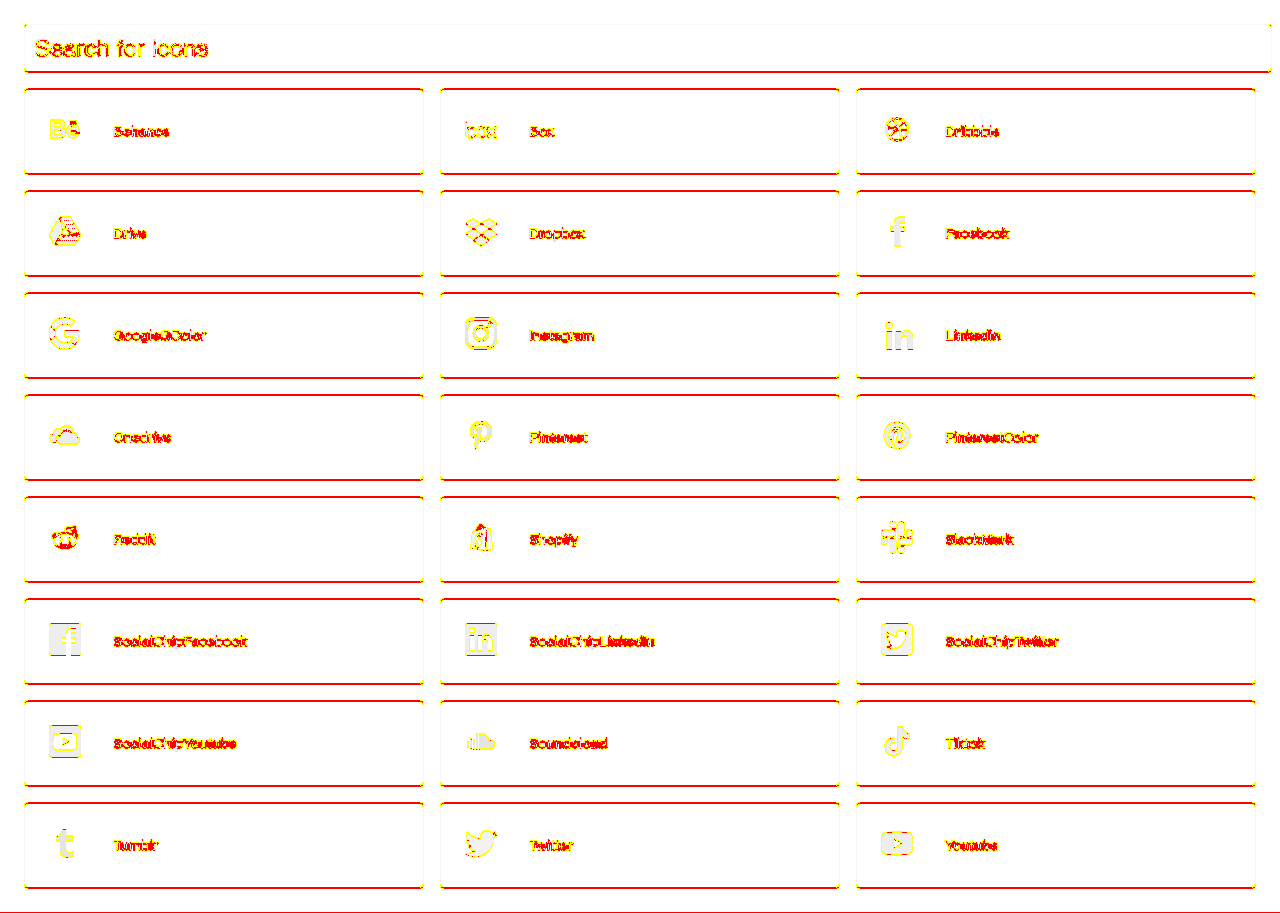 Search for icons
Behance
Box
Dribbble
Drive
Dropbox
Facebook
GoogleGColor
Instagram
LinkedIn
Onedrive
Pinterest
PinterestColor
Reddit
Shopify
SlackMark
SocialChipFacebook
SocialChipLinkedIn
SocialChipTwitter
SocialChipYoutube
Soundcloud
Tictok
Tumblr
Twitter
Youtube